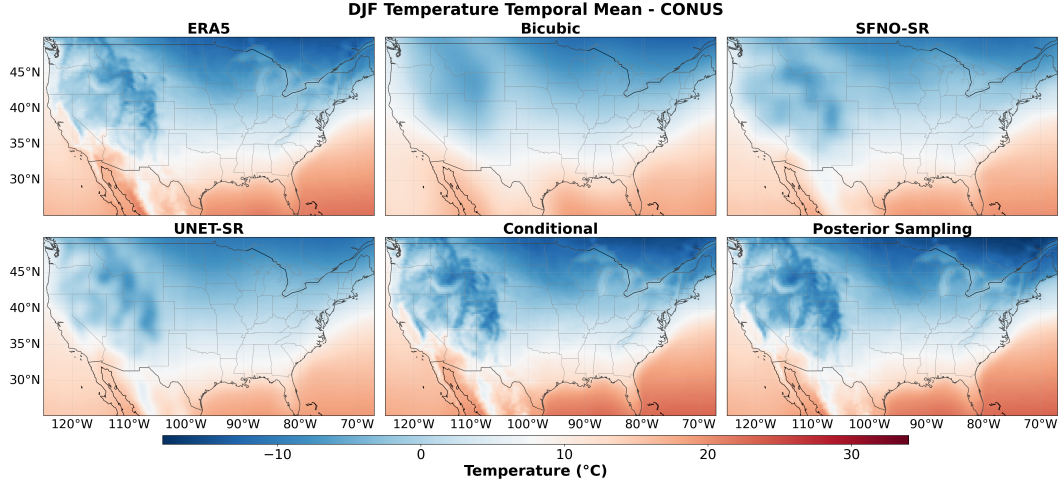 DJF Temperature Temporal Mean - CONUS
ERA5 Bicubic SFNO-SR
45°N
40°N
35°N
30°N
UNET-SR Conditional Posterior Sampling
45°N
40°N
35°N
30°N
120°W 110°W 100°W 90°W 80°W 70°W 120°W 110°W 100°W 90°W 80°W 70°W 120°W 110°W 100°W 90°W 80°W 70°W
−10 0 10 20 30
Temperature (°C)